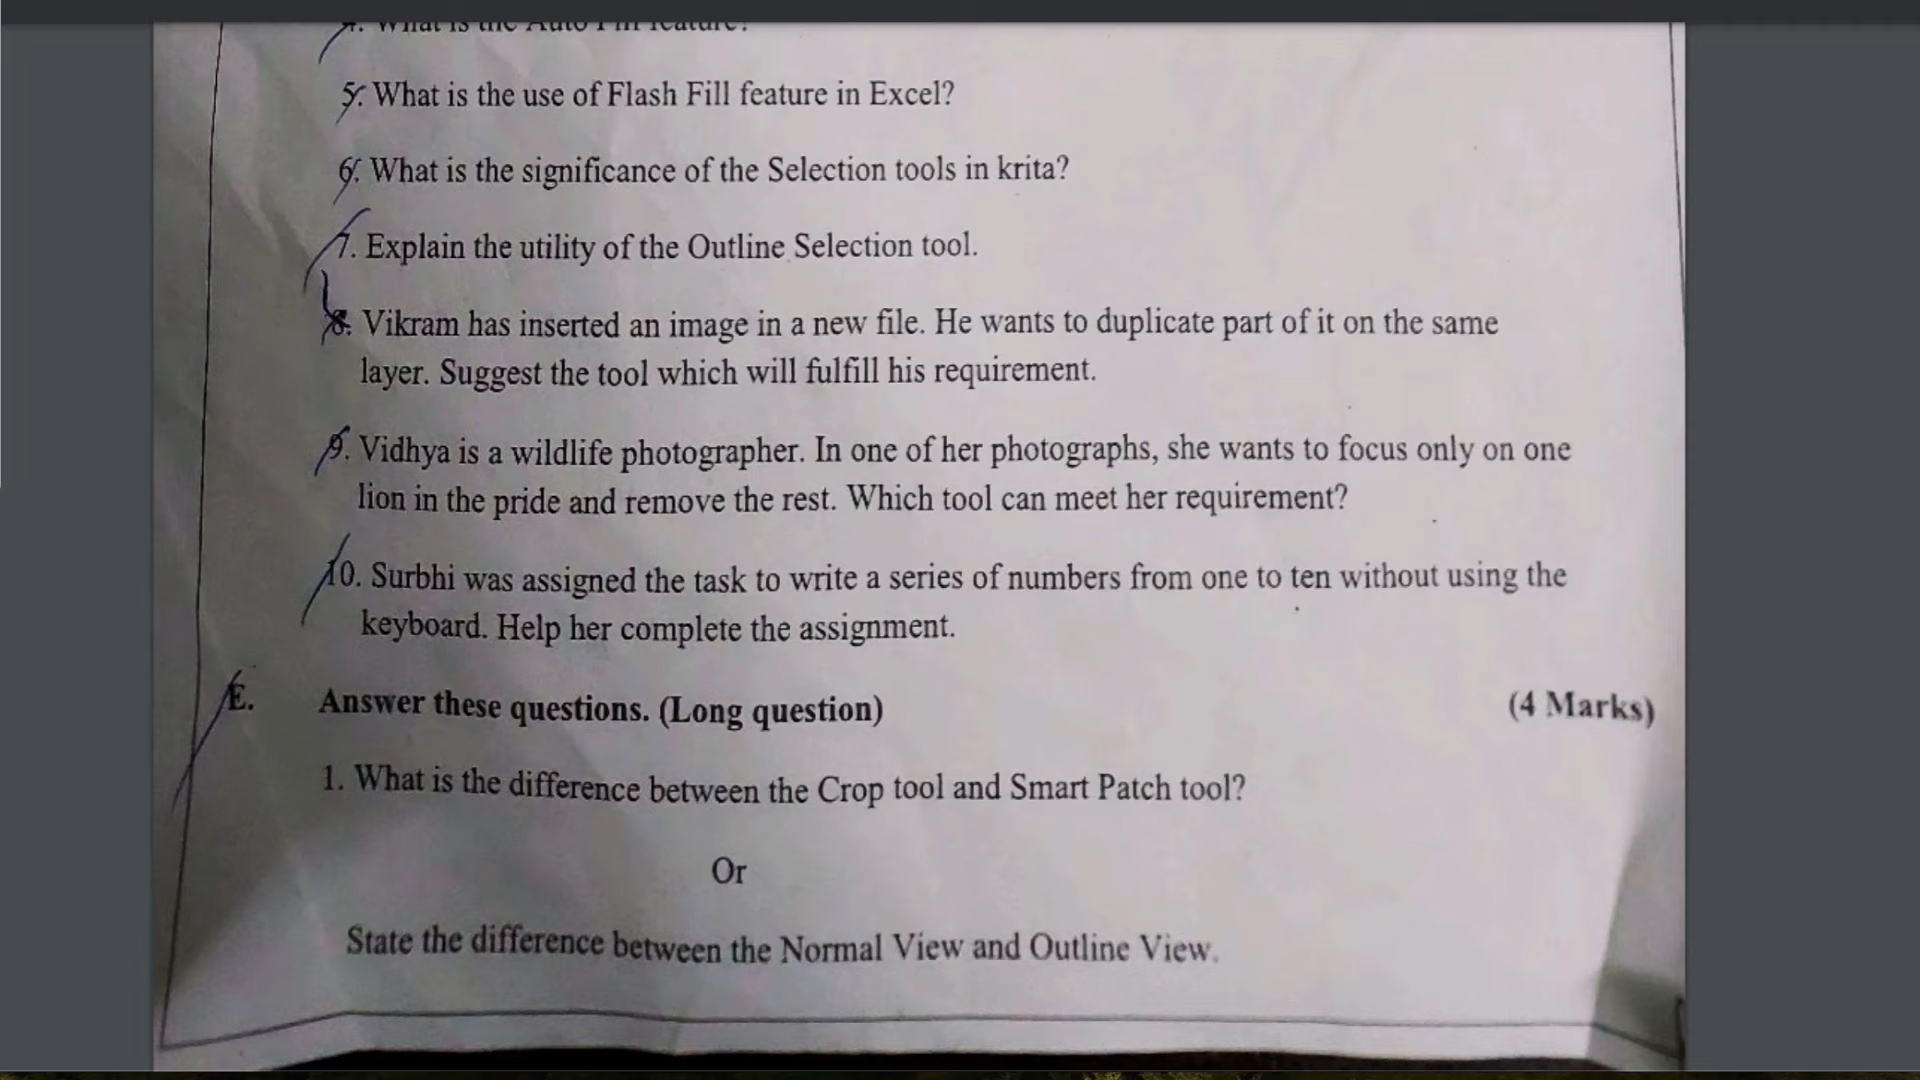 4. What is the Auto Fill feature?
5. What is the use of Flash Fill feature in Excel?
6. What is the significance of the Selection tools in krita?
7. Explain the utility of the Outline Selection tool.
8. Vikram has inserted an image in a new file. He wants to duplicate part of it on the same
layer. Suggest the tool which will fulfill his requirement.
9. Vidhya is a wildlife photographer. In one of her photographs, she wants to focus only on one
lion in the pride and remove the rest. Which tool can meet her requirement?
10. Surbhi was assigned the task to write a series of numbers from one to ten without using the
keyboard. Help her complete the assignment.
E. Answer these questions. (Long question) (4 Marks)
1. What is the difference between the Crop tool and Smart Patch tool?
Or
State the difference between the Normal View and Outline View.